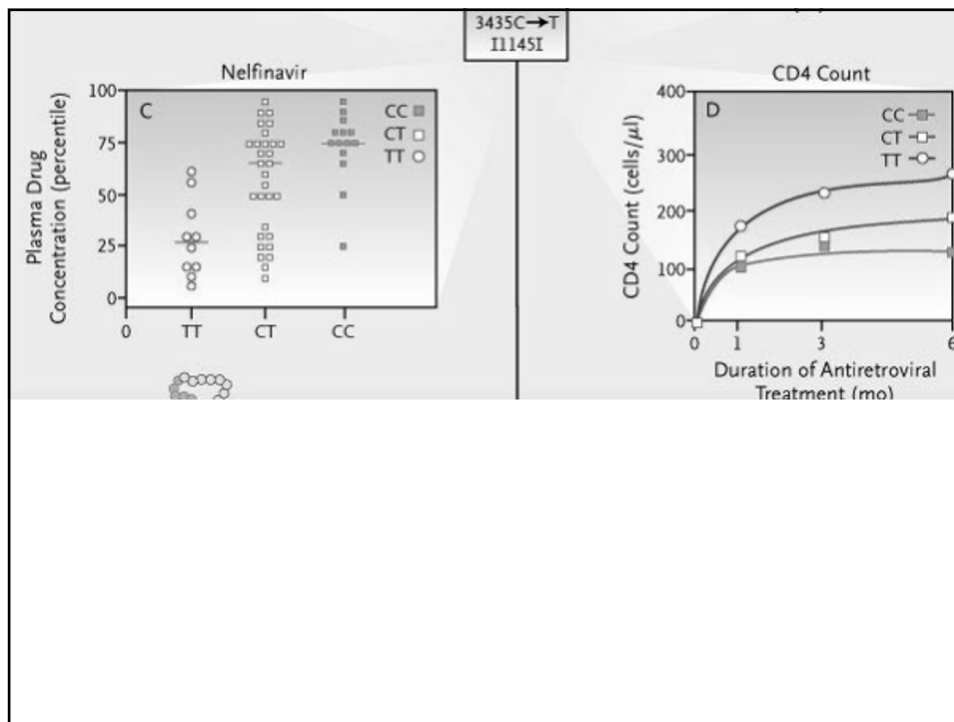 3435C→T
I1145I
Nelfinavir
Plasma Drug
Concentration (percentile)
100
75
50
25
0
C
CC
CT
TT
0
TT
CT
CC
CD4 Count
CD4 Count (cells/µl)
400
300
200
100
0
D
CC
CT
TT
0
1
3
6
Duration of Antiretroviral
Treatment (mo)